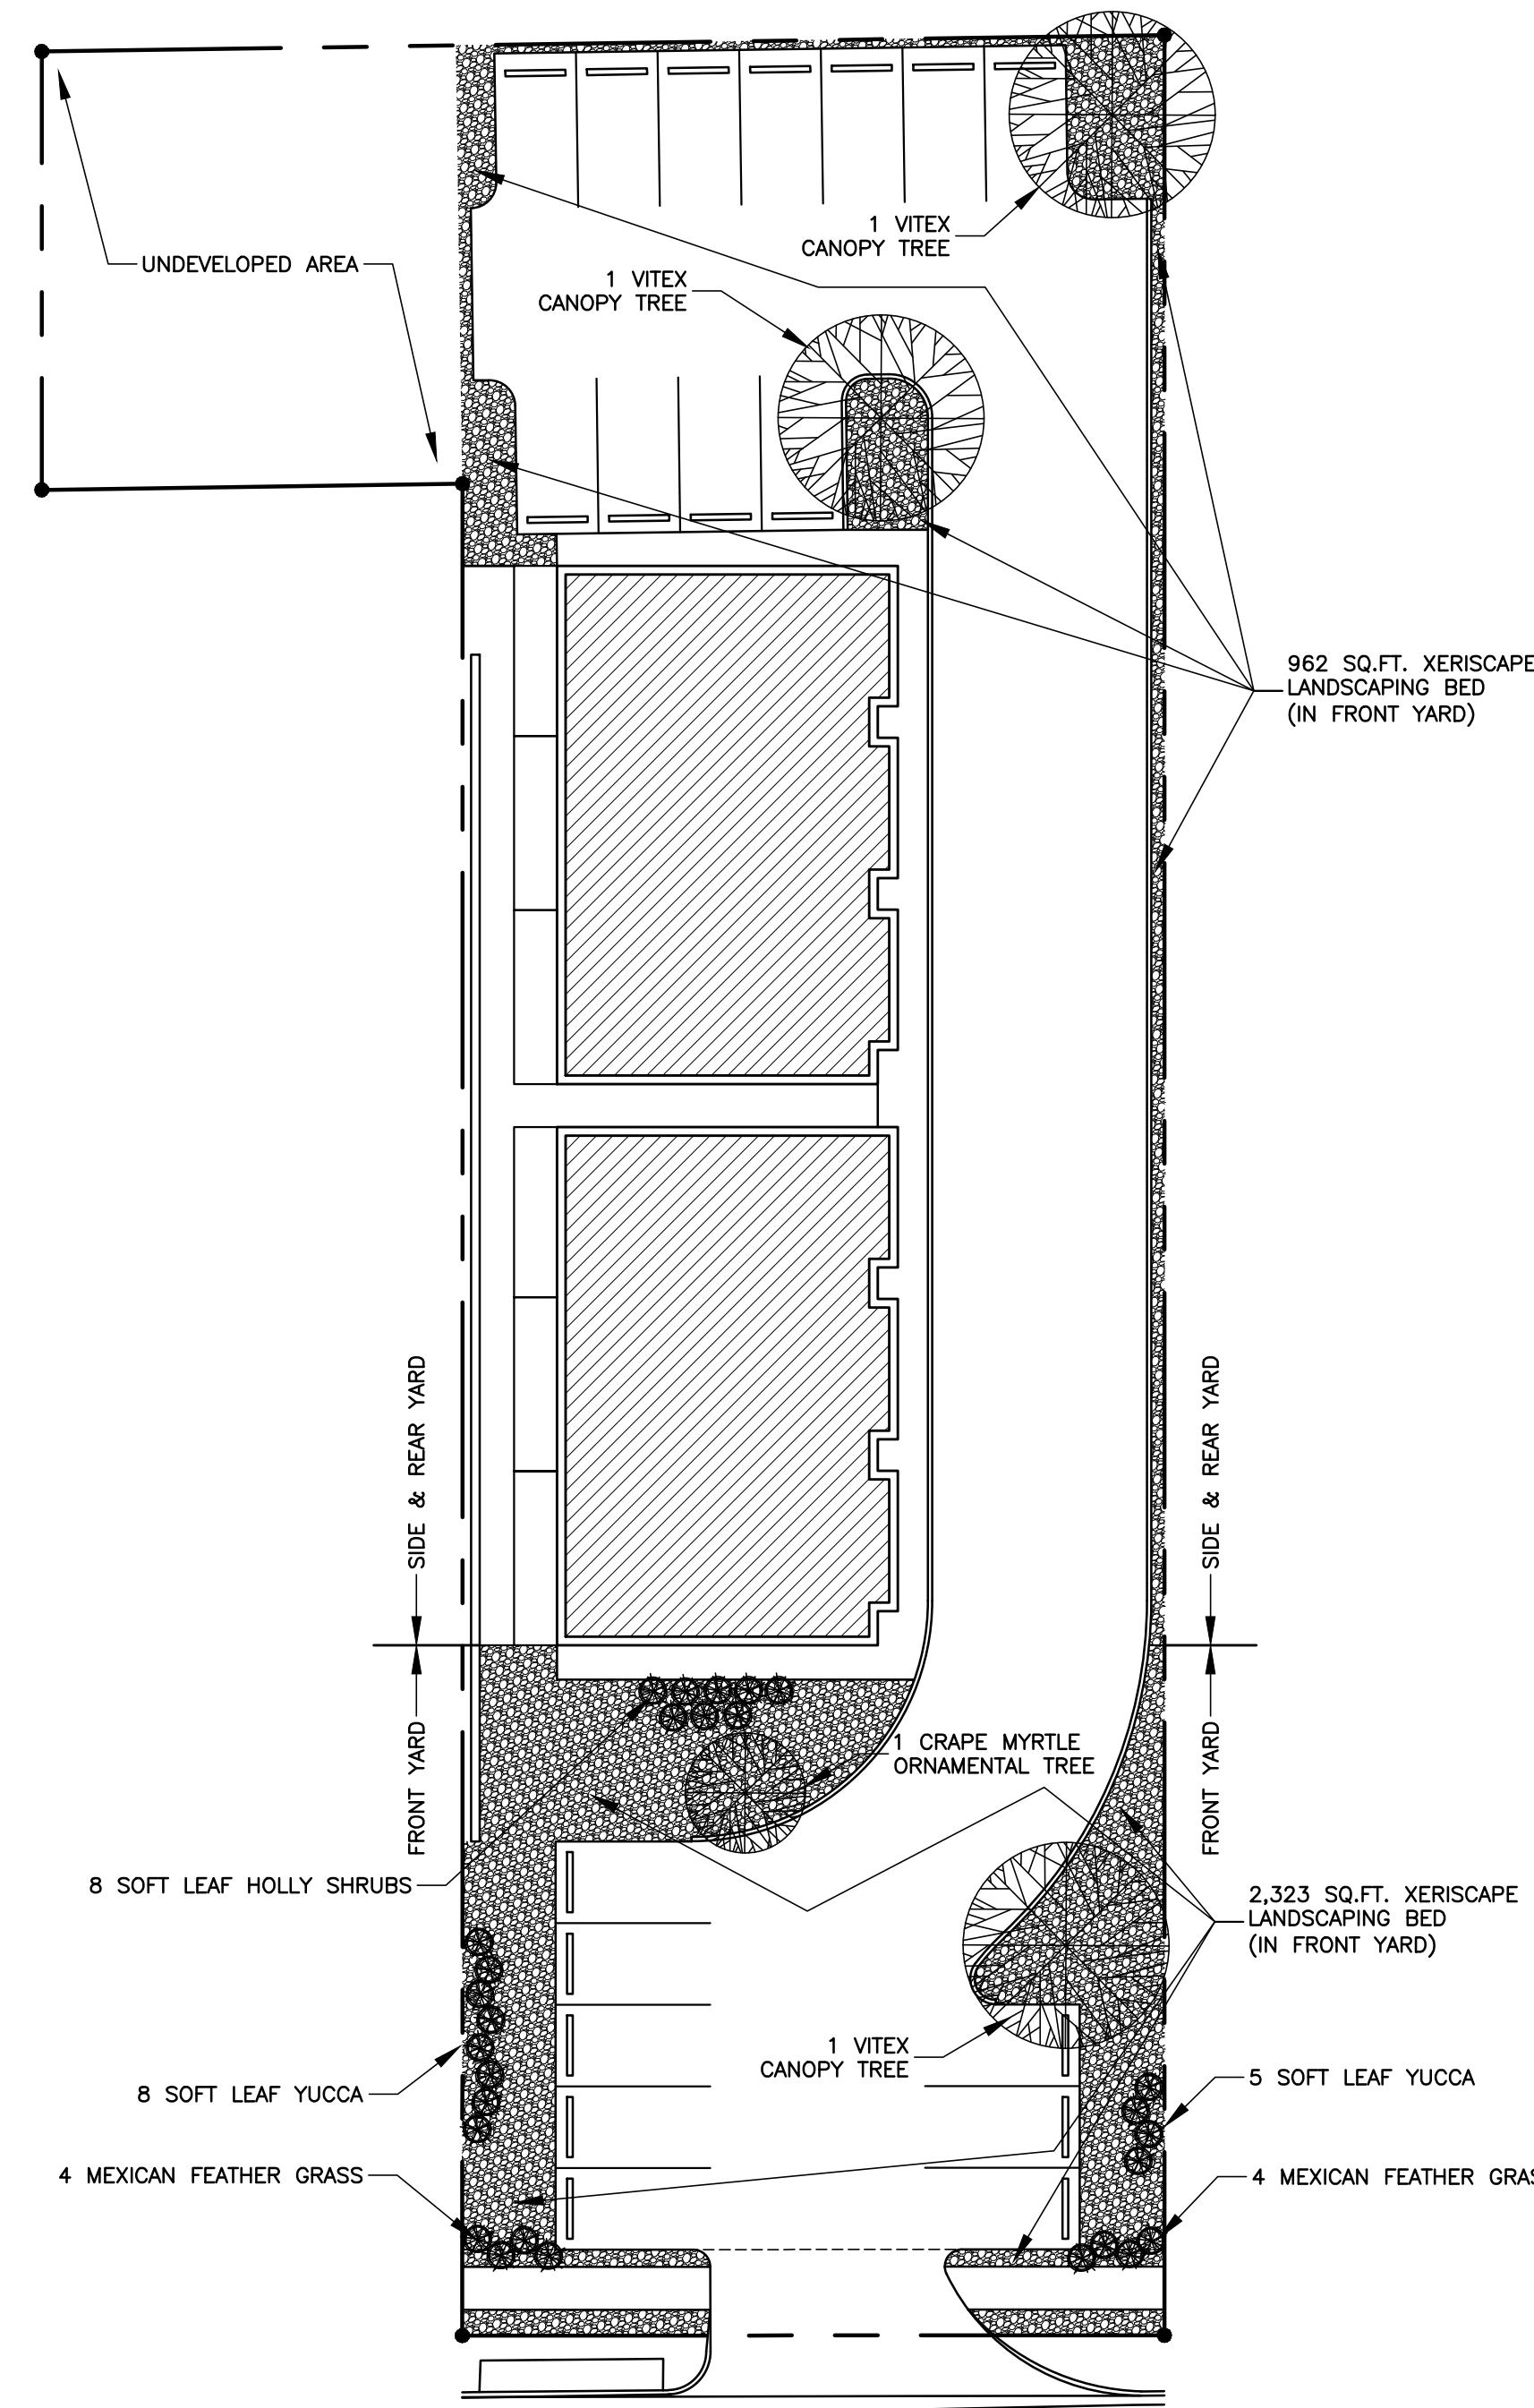 1 VITEX
CANOPY TREE
UNDEVELOPED AREA
1 VITEX
CANOPY TREE
962 SQ.FT. XERISCAPE
LANDSCAPING BED
(IN FRONT YARD)
SIDE & REAR YARD
SIDE & REAR YARD
FRONT YARD
FRONT YARD
1 CRAPE MYRTLE
ORNAMENTAL TREE
8 SOFT LEAF HOLLY SHRUBS
2,323 SQ.FT. XERISCAPE
LANDSCAPING BED
(IN FRONT YARD)
1 VITEX
CANOPY TREE
8 SOFT LEAF YUCCA
5 SOFT LEAF YUCCA
4 MEXICAN FEATHER GRASS
4 MEXICAN FEATHER